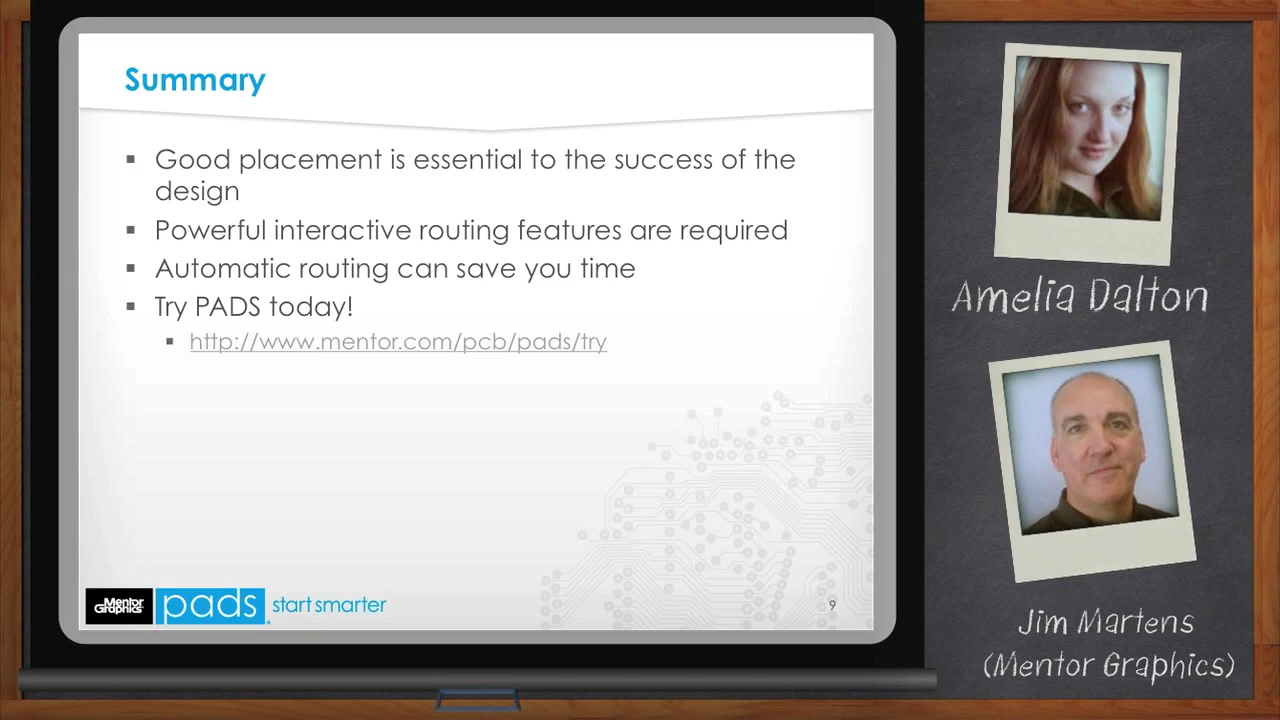 Summary
Good placement is essential to the success of the
design
Powerful interactive routing features are required
Automatic routing can save you time
Try PADS today!
http://www.mentor.com/pcb/pads/try
Mentor
Graphics
pads
start smarter
9
Amelia Dalton
Jim Martens
(Mentor Graphics)